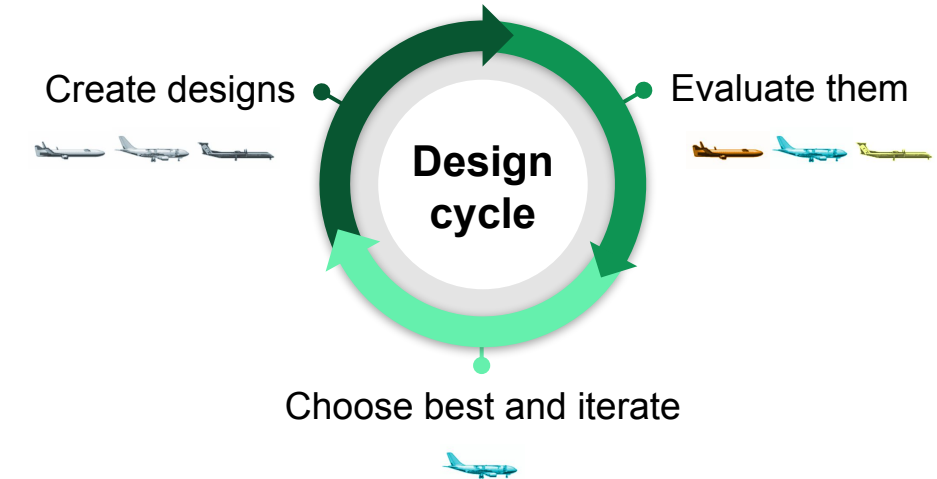 Create designs
Evaluate them
Design
cycle
Choose best and iterate